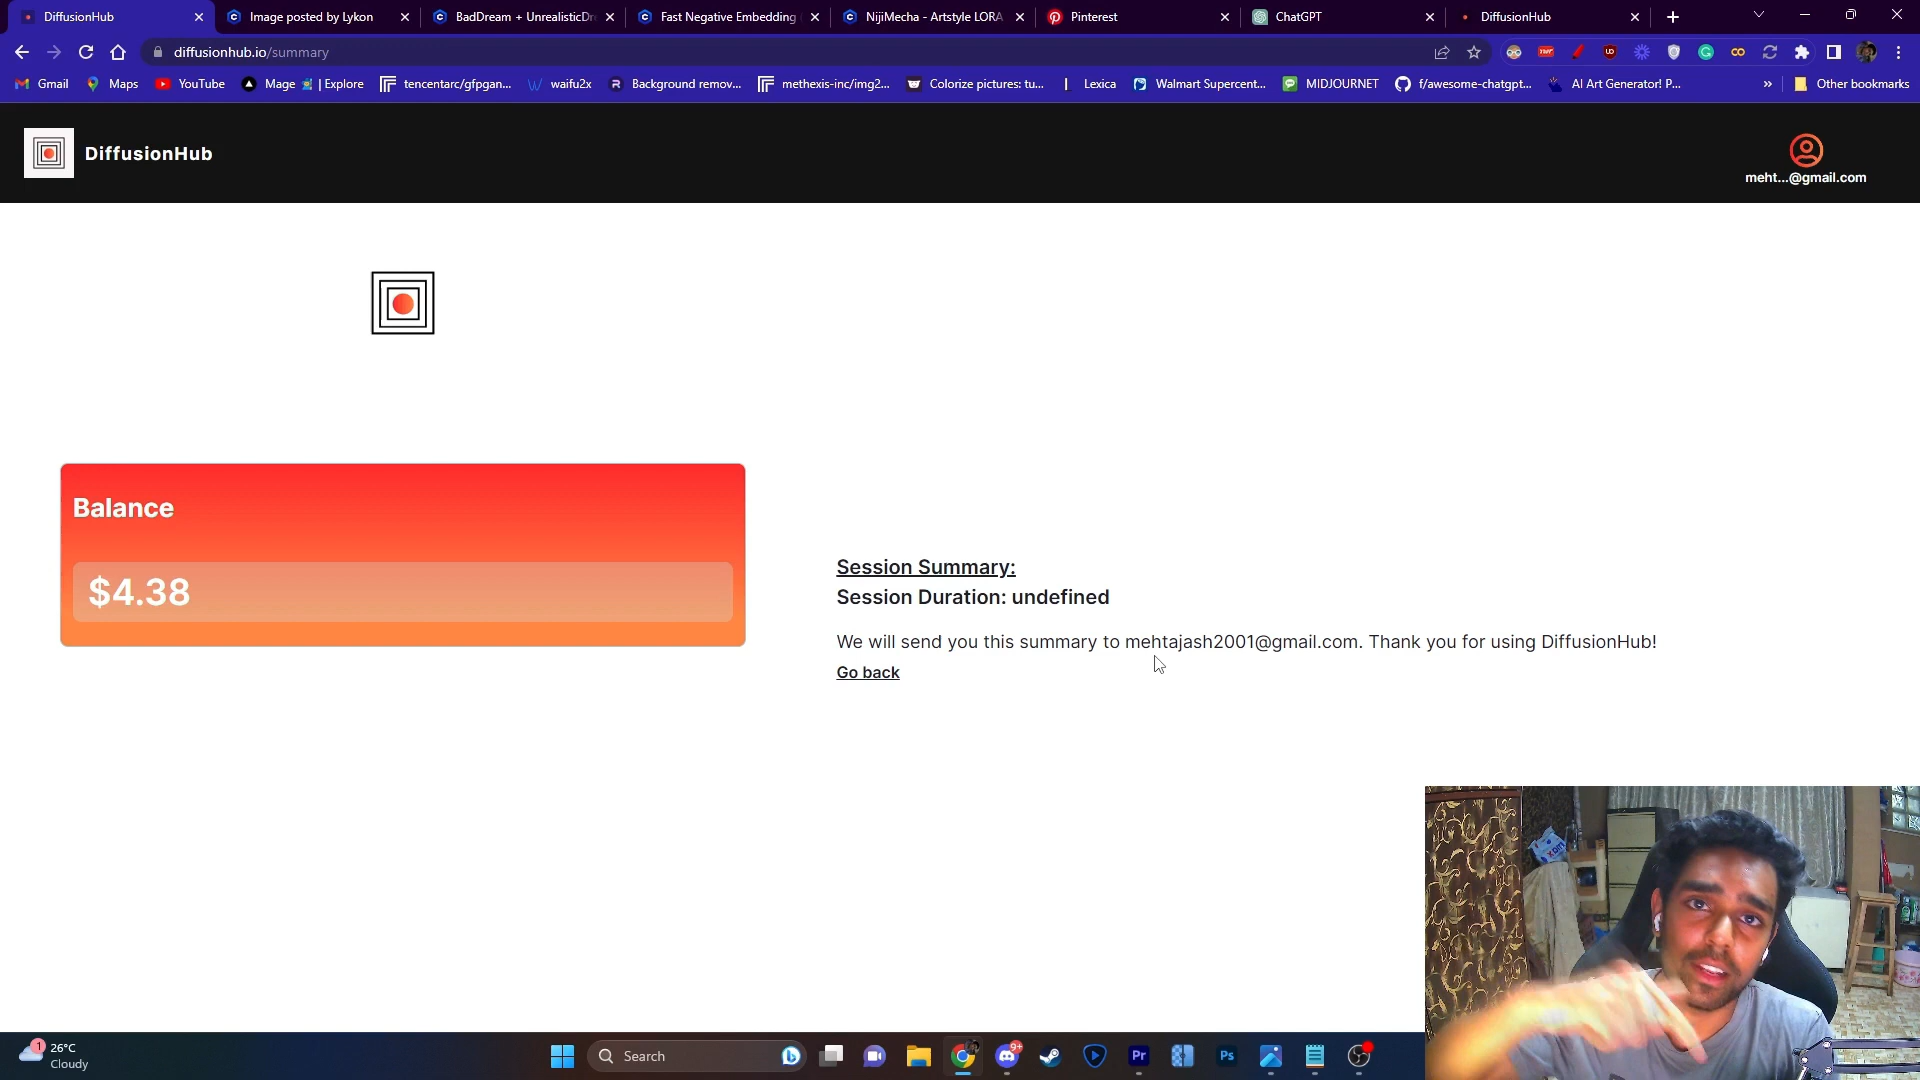 DiffusionHub
Image posted by Lykon
BadDream + UnrealisticDr
Fast Negative Embedding
NijiMecha - Artstyle LORA
Pinterest
ChatGPT
DiffusionHub
diffusionhub.io/summary
Gmail
Maps
YouTube
Mage | Explore
tencentarc/gfpgan...
waifu2x
Background remov...
methexis-inc/img2...
Colorize pictures: tu...
Lexica
Walmart Supercent...
MIDJOURNET
f/awesome-chatgpt...
AI Art Generator! P...
»
Other bookmarks
DiffusionHub
meht...@gmail.com
Balance
$4.38
Session Summary:
Session Duration: undefined
We will send you this summary to mehtajash2001@gmail.com. Thank you for using DiffusionHub!
Go back
1
26°C
Cloudy
Search
9+
Pr
Ps